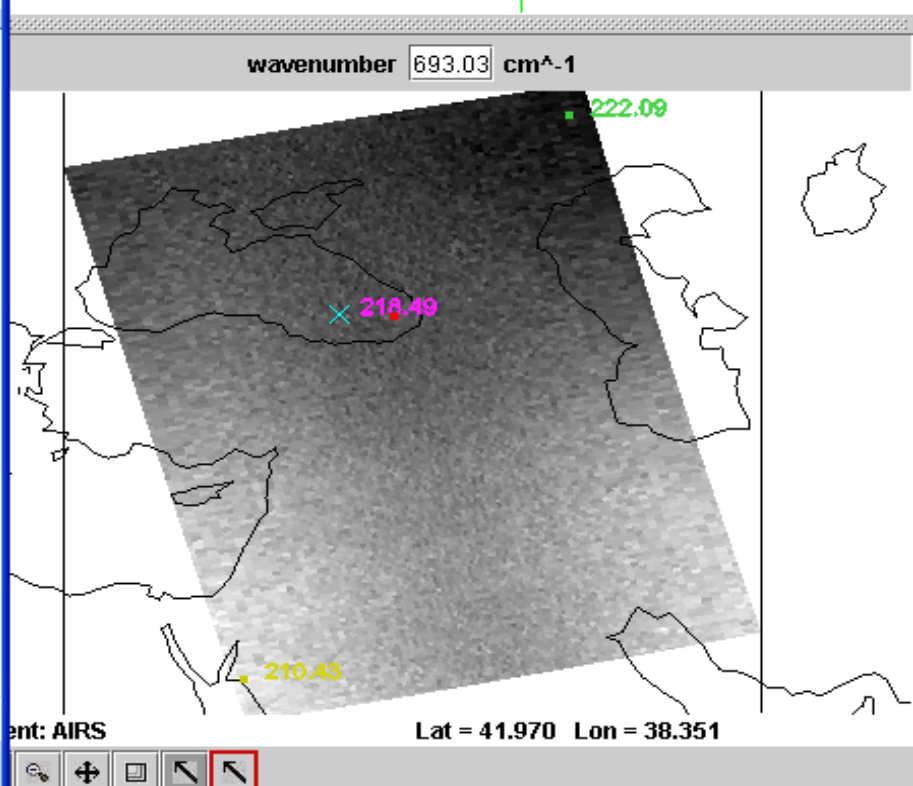 wavenumber 693.03 cm^-1
222.09
218.49
210.43
ent: AIRS Lat = 41.970 Lon = 38.351